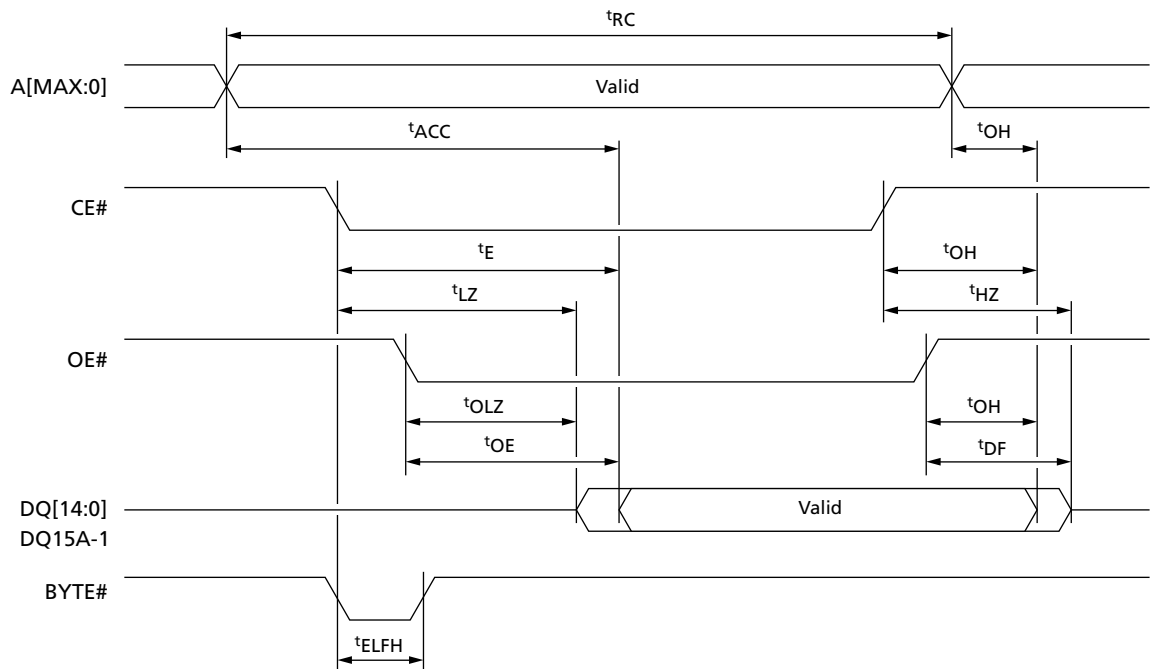 tRC
A[MAX:0]
Valid
tACC
tOH
CE#
tE
tOH
tLZ
tHZ
OE#
tOLZ
tOH
tOE
tDF
DQ[14:0]
Valid
DQ15A-1
BYTE#
tELFH